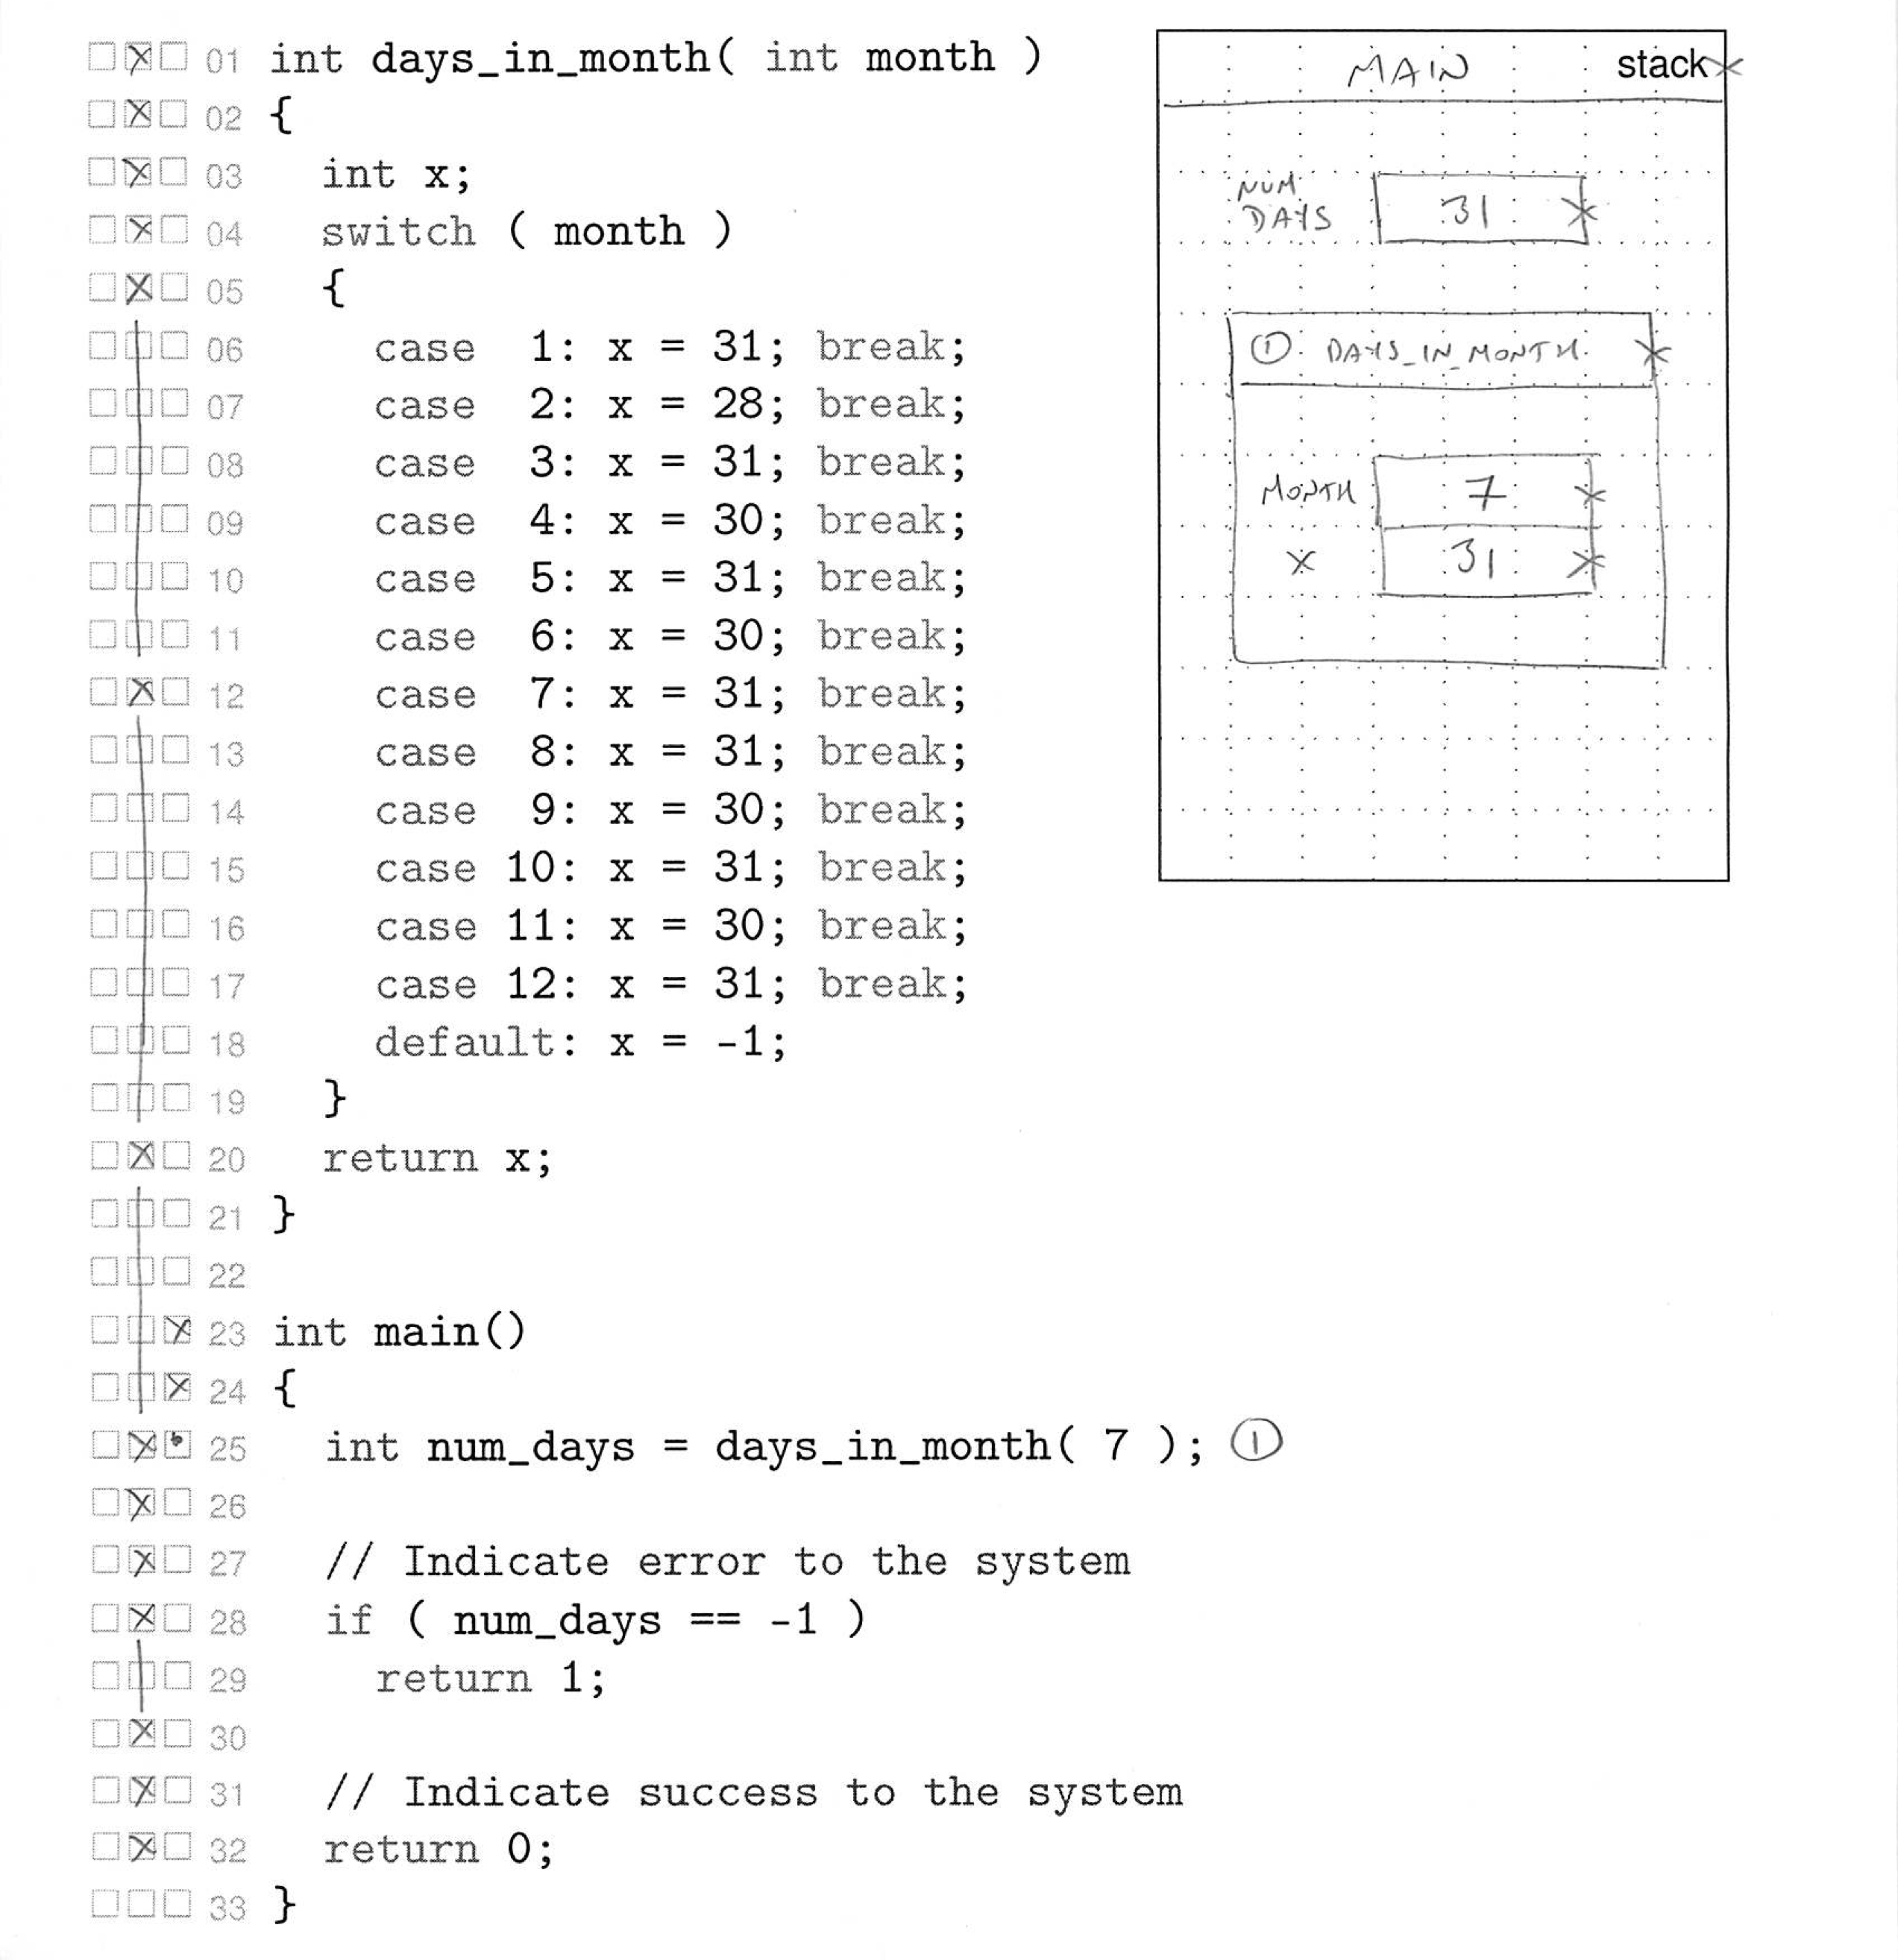 01 int days_in_month( int month )
02 {
03 int x;
04 switch ( month )
05 {
06 case 1: x = 31; break;
07 case 2: x = 28; break;
08 case 3: x = 31; break;
09 case 4: x = 30; break;
10 case 5: x = 31; break;
11 case 6: x = 30; break;
12 case 7: x = 31; break;
13 case 8: x = 31; break;
14 case 9: x = 30; break;
15 case 10: x = 31; break;
16 case 11: x = 30; break;
17 case 12: x = 31; break;
18 default: x = -1;
19 }
20 return x;
21 }
22
23 int main()
24 {
25 int num_days = days_in_month( 7 ); ①
26
27 // Indicate error to the system
28 if ( num_days == -1 )
29 return 1;
30
31 // Indicate success to the system
32 return 0;
33 }
MAIN stack
NUM
DAYS 31
① DAYS_IN_MONTH
MONTH 7
X 31